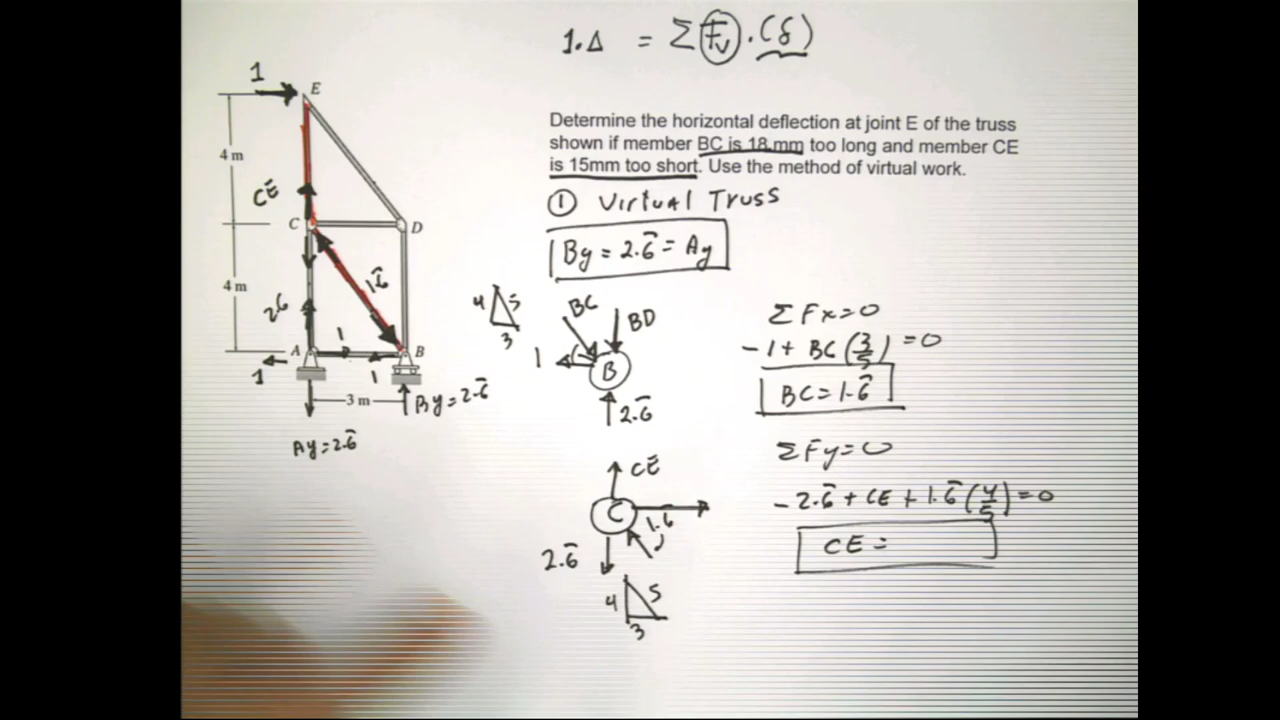 1.Δ = Σ(Fv).(δ)
Determine the horizontal deflection at joint E of the truss
shown if member BC is 18 mm too long and member CE
is 15mm too short. Use the method of virtual work.
① Virtual Truss
By = 2.6̄ = Ay
1
E
4 m
CE
C
D
4 m
1.6̄
2.6̄
1
A
B
1
1
3 m
By = 2.6̄
Ay = 2.6̄
4
5
3
BC
BD
1
B
2.6̄
ΣFx=0
-1 + BC (3/5) = 0
BC = 1.6̄
CE
C
1.6̄
2.6̄
4
5
3
ΣFy=0
-2.6̄ + CE + 1.6̄ (4/5) = 0
CE =